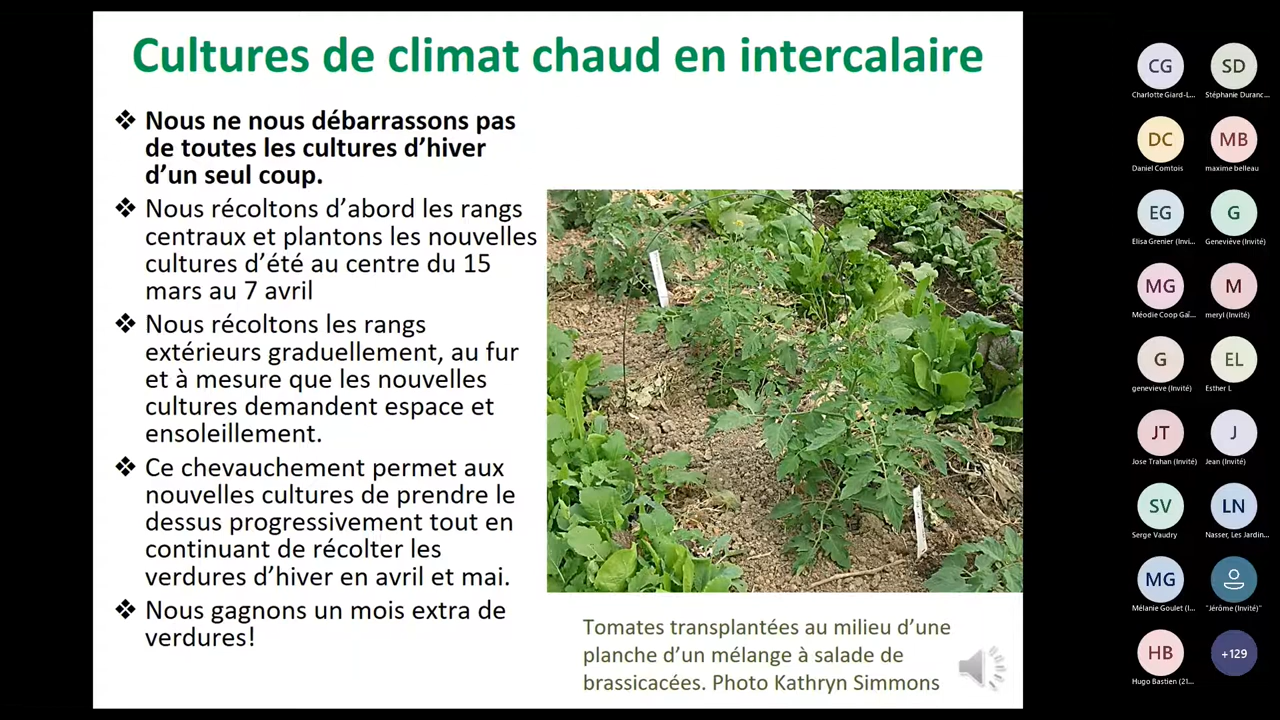 Cultures de climat chaud en intercalaire
❖ Nous ne nous débarrassons pas
de toutes les cultures d’hiver
d’un seul coup.
❖ Nous récoltons d’abord les rangs
centraux et plantons les nouvelles
cultures d’été au centre du 15
mars au 7 avril
❖ Nous récoltons les rangs
extérieurs graduellement, au fur
et à mesure que les nouvelles
cultures demandent espace et
ensoleillement.
❖ Ce chevauchement permet aux
nouvelles cultures de prendre le
dessus progressivement tout en
continuant de récolter les
verdures d’hiver en avril et mai.
❖ Nous gagnons un mois extra de
verdures!
Tomates transplantées au milieu d’une
planche d’un mélange à salade de
brassicacées. Photo Kathryn Simmons
CG SD
Charlotte Giard-L... Stéphanie Duranc...
DC MB
Daniel Comtois maxime belleau
EG G
Elisa Grenier (Invi... Geneviève (Invité)
MG M
Méodie Coop Gaï... meryl (Invité)
G EL
genevieve (Invité) Esther L
JT J
Jose Trahan (Invité) Jean (Invité)
SV LN
Serge Vaudry Nasser, Les Jardin...
MG
Mélanie Goulet (I... "Jérôme (Invité)"
HB +129
Hugo Bastien (21...